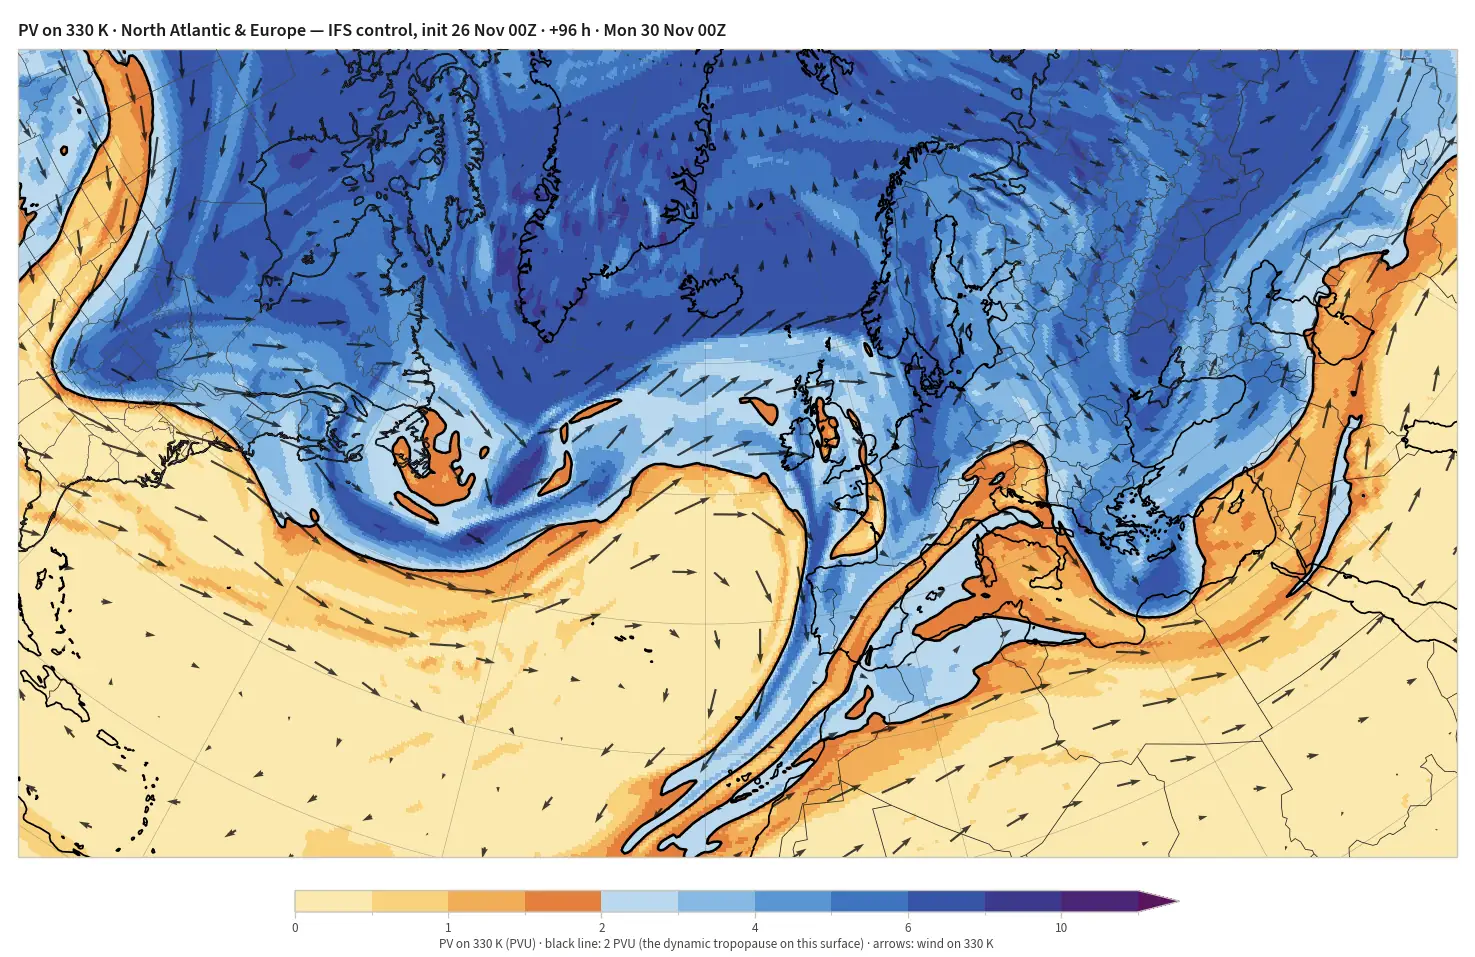 PV on 330 K · North Atlantic & Europe — IFS control, init 26 Nov 00Z · +96 h · Mon 30 Nov 00Z
0 1 2 4 6 10
PV on 330 K (PVU) · black line: 2 PVU (the dynamic tropopause on this surface) · arrows: wind on 330 K